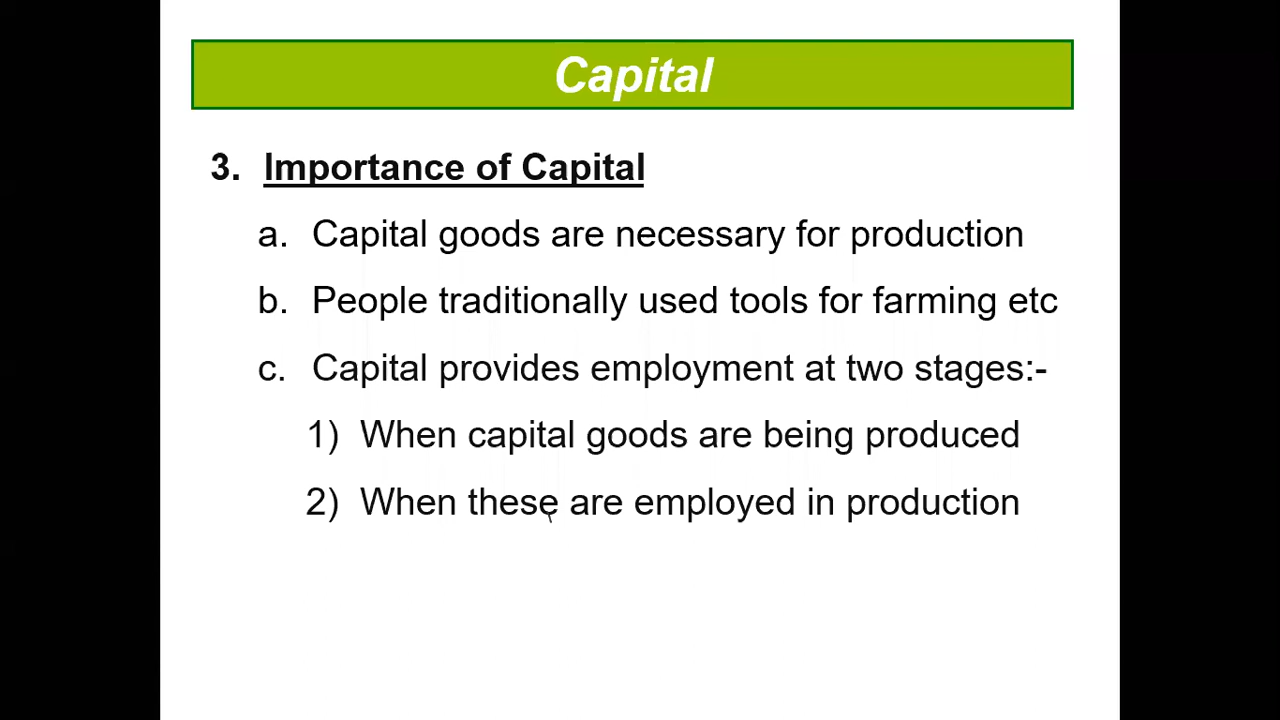 Capital
3. Importance of Capital
a. Capital goods are necessary for production
b. People traditionally used tools for farming etc
c. Capital provides employment at two stages:-
1) When capital goods are being produced
2) When these are employed in production